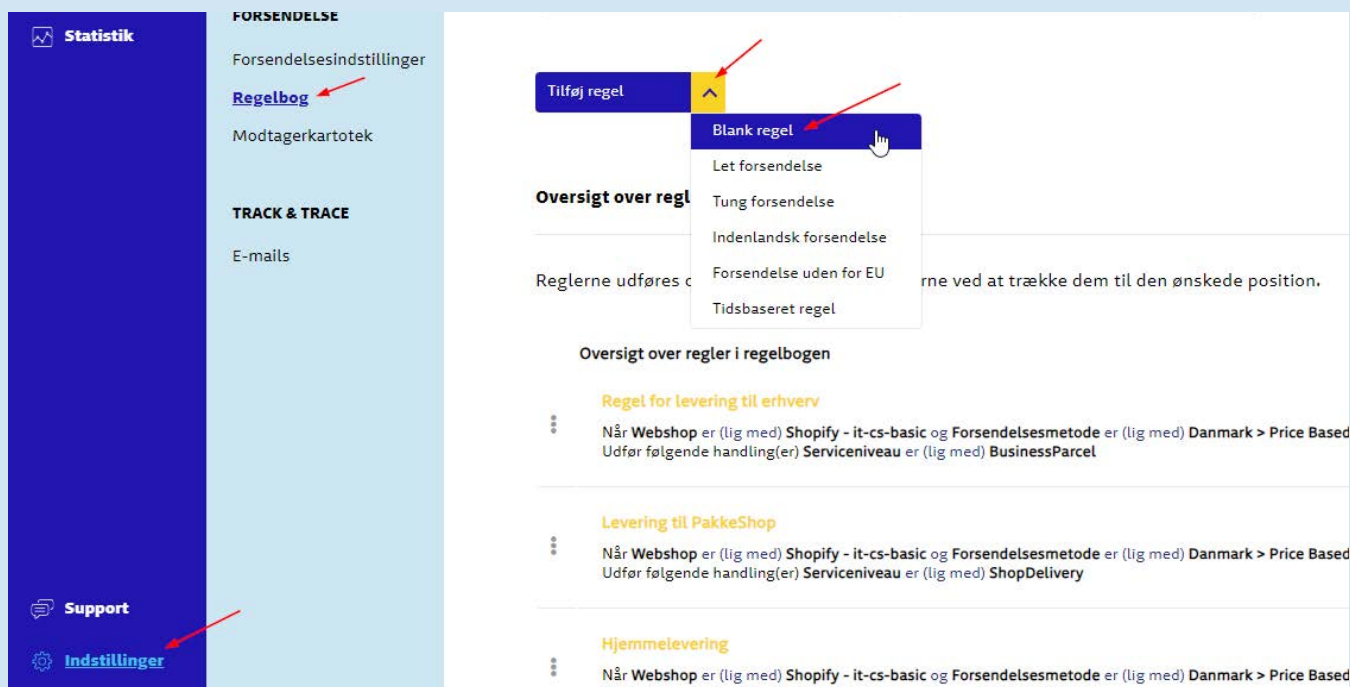 Statistik
FORSENDELSE
Forsendelsesindstillinger
Regelbog
Modtagerkartotek
TRACK & TRACE
E-mails
Support
Indstillinger
Tilføj regel
Blank regel
Let forsendelse
Tung forsendelse
Indenlandsk forsendelse
Forsendelse uden for EU
Tidsbaseret regel
Oversigt over regl
Reglerne udføres rne ved at trække dem til den ønskede position.
Oversigt over regler i regelbogen
Regel for levering til erhverv
Når Webshop er (lig med) Shopify - it-cs-basic og Forsendelsesmetode er (lig med) Danmark > Price Based
Udfør følgende handling(er) Serviceniveau er (lig med) BusinessParcel
Levering til PakkeShop
Når Webshop er (lig med) Shopify - it-cs-basic og Forsendelsesmetode er (lig med) Danmark > Price Based
Udfør følgende handling(er) Serviceniveau er (lig med) ShopDelivery
Hjemmelevering
Når Webshop er (lig med) Shopify - it-cs-basic og Forsendelsesmetode er (lig med) Danmark > Price Based